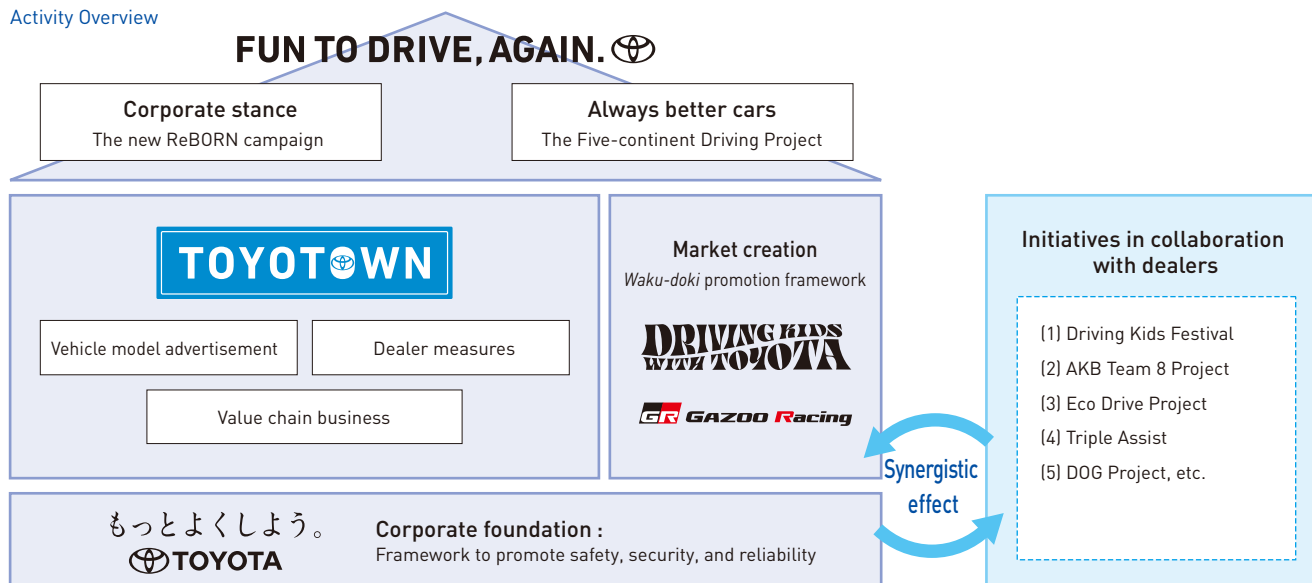 Activity Overview
FUN TO DRIVE, AGAIN.
Corporate stance
The new ReBORN campaign
Always better cars
The Five-continent Driving Project
TOYOTOWN
Vehicle model advertisement
Dealer measures
Value chain business
Market creation
Waku-doki promotion framework
DRIVING KIDS
WITH TOYOTA
GR GAZOO Racing
Initiatives in collaboration
with dealers
(1) Driving Kids Festival
(2) AKB Team 8 Project
(3) Eco Drive Project
(4) Triple Assist
(5) DOG Project, etc.
Synergistic
effect
もっとよくしよう。
TOYOTA
Corporate foundation :
Framework to promote safety, security, and reliability